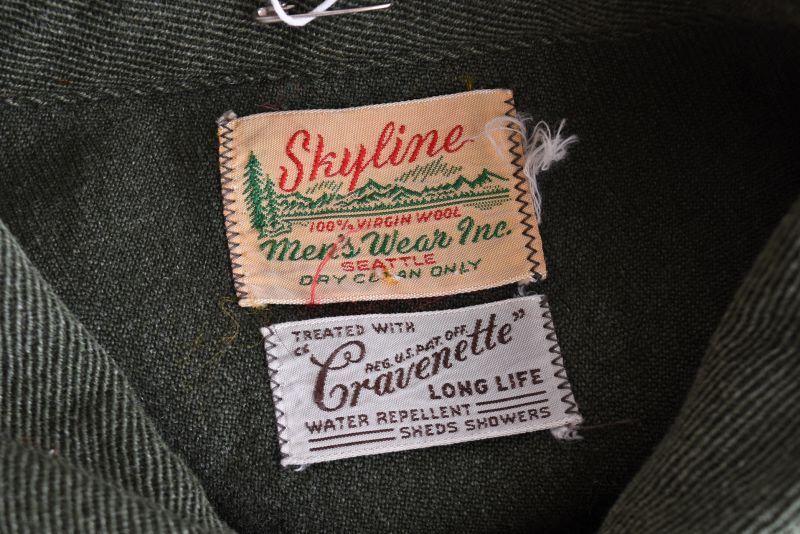 Skyline
100% VIRGIN WOOL
Men's Wear Inc.
SEATTLE
DRY CLEAN ONLY
TREATED WITH
REG. U.S. PAT. OFF.
"Cravenette"
LONG LIFE
WATER REPELLENT
SHEDS SHOWERS